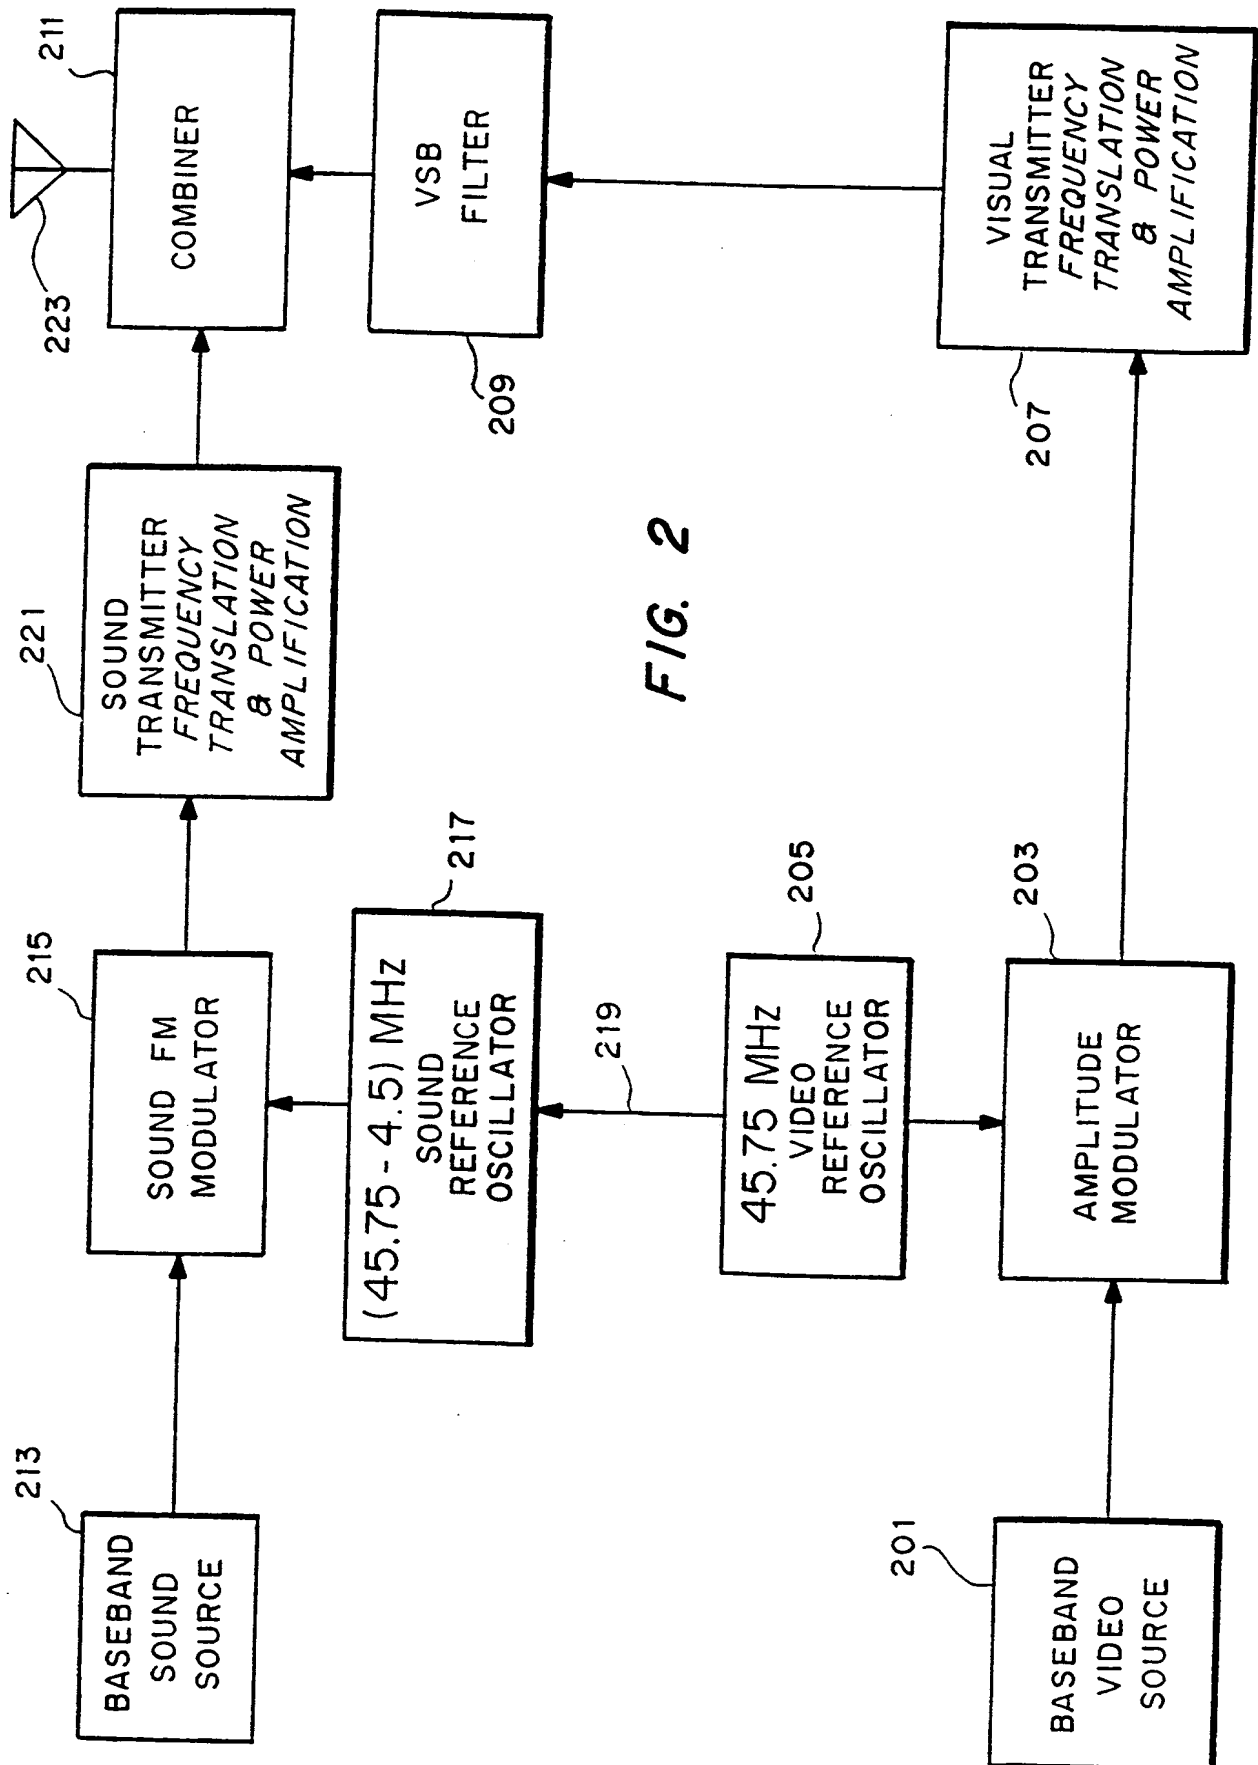 213
BASEBAND
SOUND
SOURCE
215
SOUND FM
MODULATOR
221
SOUND
TRANSMITTER
FREQUENCY
TRANSLATION
& POWER
AMPLIFICATION
223
211
COMBINER
217
(45.75 - 4.5) MHz
SOUND
REFERENCE
OSCILLATOR
209
VSB
FILTER
219
FIG. 2
205
45.75 MHz
VIDEO
REFERENCE
OSCILLATOR
201
BASEBAND
VIDEO
SOURCE
203
AMPLITUDE
MODULATOR
207
VISUAL
TRANSMITTER
FREQUENCY
TRANSLATION
& POWER
AMPLIFICATION